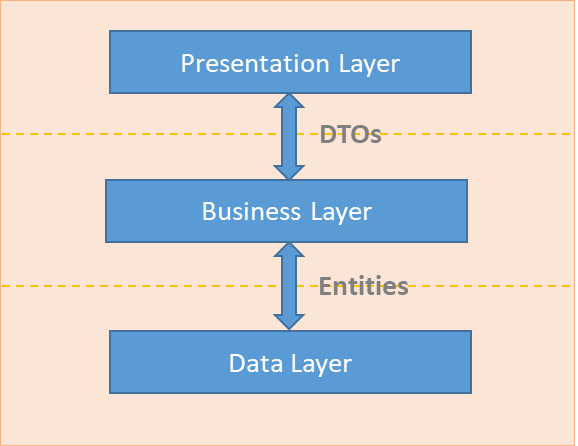 Presentation Layer
DTOs
Business Layer
Entities
Data Layer